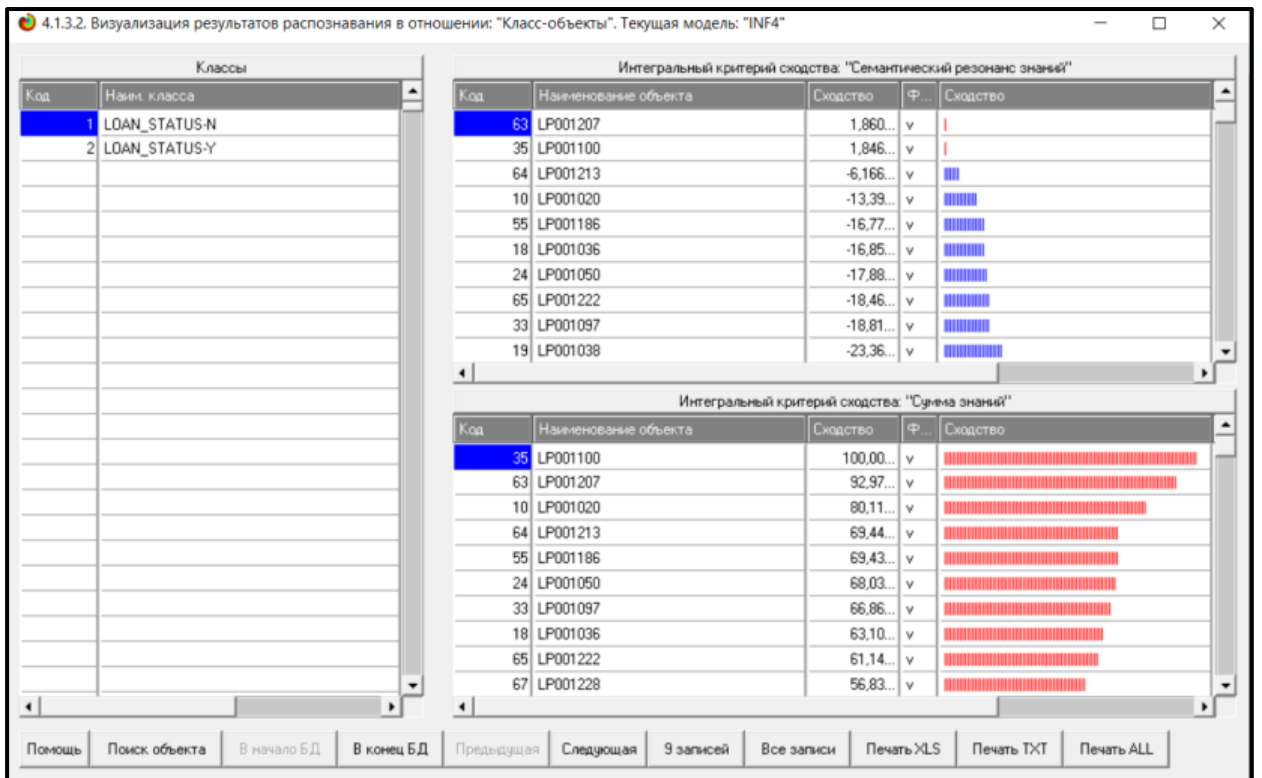 4.1.3.2. Визуализация результатов распознавания в отношении: "Класс-объекты". Текущая модель: "INF4"
Классы
Код Наим. класса
1 LOAN_STATUS-N
2 LOAN_STATUS-Y
Интегральный критерий сходства: "Семантический резонанс знаний"
Код Наименование объекта Сходство Ф... Сходство
63 LP001207 1,860... v
35 LP001100 1,846... v
64 LP001213 -6,166... v
10 LP001020 -13,39... v
55 LP001186 -16,77... v
18 LP001036 -16,85... v
24 LP001050 -17,88... v
65 LP001222 -18,46... v
33 LP001097 -18,81... v
19 LP001038 -23,36... v
Интегральный критерий сходства: "Сумма знаний"
Код Наименование объекта Сходство Ф... Сходство
35 LP001100 100,00... v
63 LP001207 92,97... v
10 LP001020 80,11... v
64 LP001213 69,44... v
55 LP001186 69,43... v
24 LP001050 68,03... v
33 LP001097 66,86... v
18 LP001036 63,10... v
65 LP001222 61,14... v
67 LP001228 56,83... v
Помощь Поиск объекта В начало БД В конец БД Предыдущая Следующая 9 записей Все записи Печать XLS Печать TXT Печать ALL